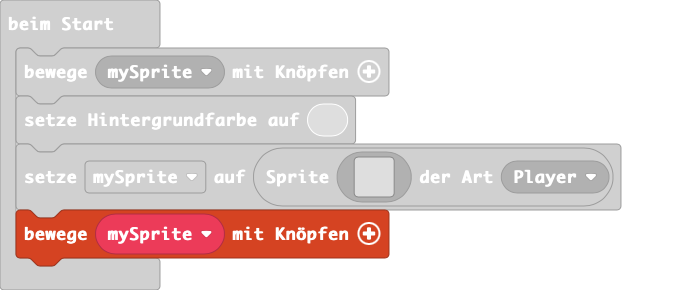 beim Start
bewege mySprite mit Knöpfen
setze Hintergrundfarbe auf
setze mySprite auf Sprite der Art Player
bewege mySprite mit Knöpfen